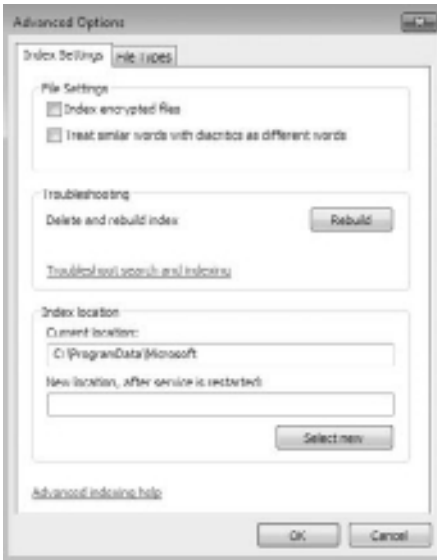 Advanced Options
Index Settings
File Types
File Settings
Index encrypted files
Treat similar words with diacritics as different words
Troubleshooting
Delete and rebuild index
Rebuild
Troubleshoot search and indexing
Index location
Current location:
C:\ProgramData\Microsoft
New location, after service is restarted:
Select new
Advanced indexing help
OK
Cancel